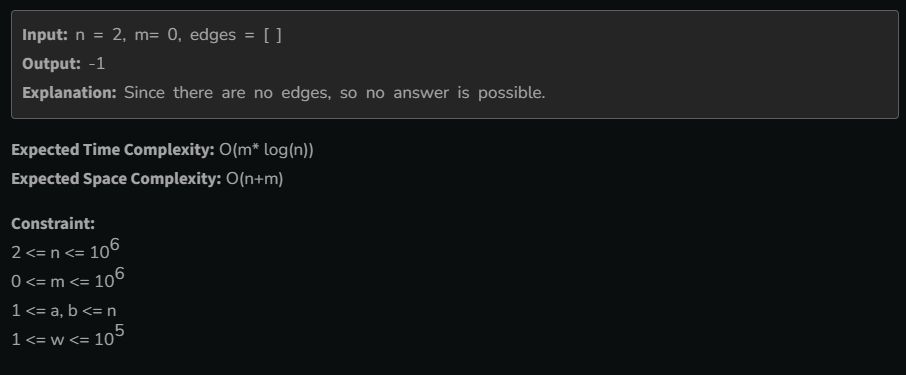 Input: n = 2, m= 0, edges = [ ]
Output: -1
Explanation: Since there are no edges, so no answer is possible.
Expected Time Complexity: O(m* log(n))
Expected Space Complexity: O(n+m)
Constraint:
2 <= n <= 10^6
0 <= m <= 10^6
1 <= a, b <= n
1 <= w <= 10^5